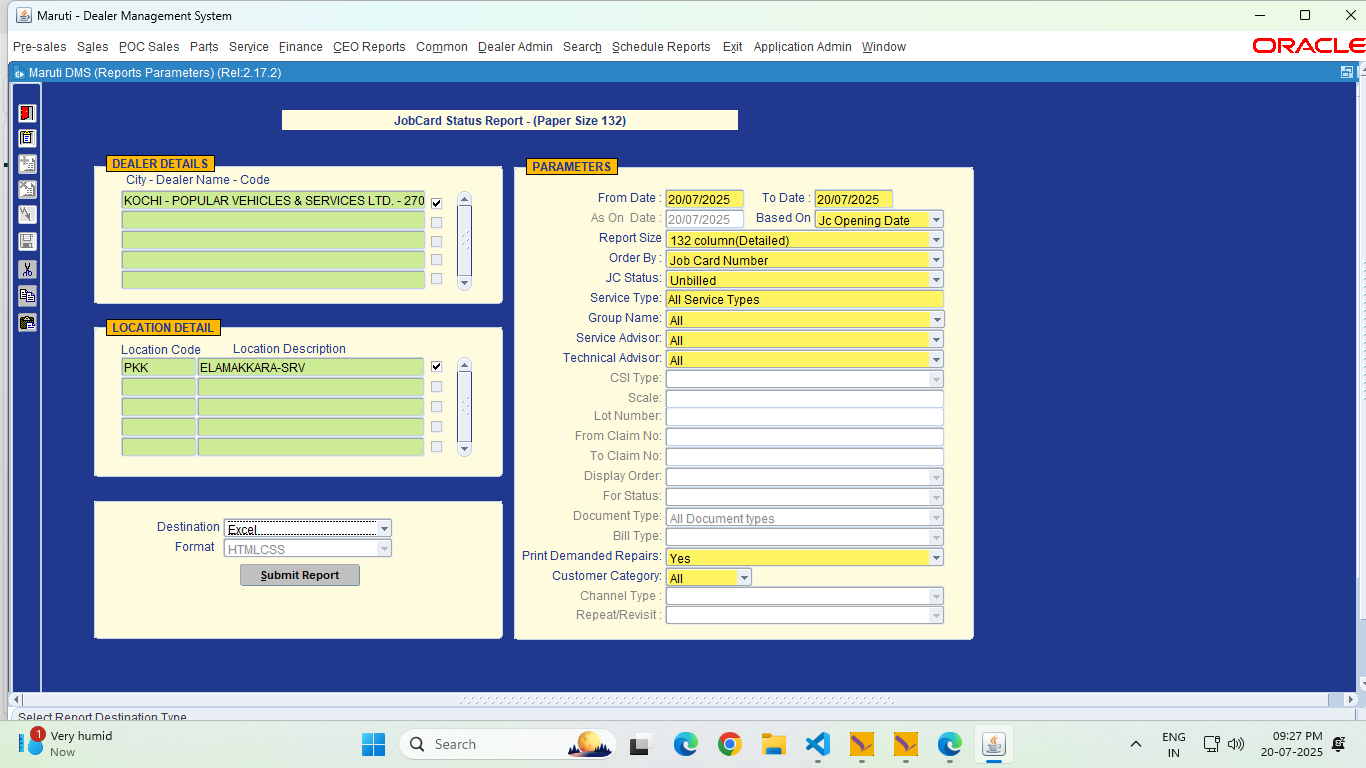 Maruti - Dealer Management System
Pre-sales Sales POC Sales Parts Service Finance CEO Reports Common Dealer Admin Search Schedule Reports Exit Application Admin Window
ORACLE
Maruti DMS (Reports Parameters) (Rel:2.17.2)
JobCard Status Report - (Paper Size 132)
DEALER DETAILS
City - Dealer Name - Code
KOCHI - POPULAR VEHICLES & SERVICES LTD. - 270
LOCATION DETAIL
Location Code Location Description
PKK ELAMAKKARA-SRV
Destination Excel
Format HTMLCSS
Submit Report
PARAMETERS
From Date : 20/07/2025 To Date : 20/07/2025
As On Date : 20/07/2025 Based On Jc Opening Date
Report Size 132 column(Detailed)
Order By : Job Card Number
JC Status: Unbilled
Service Type: All Service Types
Group Name: All
Service Advisor: All
Technical Advisor: All
CSI Type:
Scale:
Lot Number:
From Claim No:
To Claim No:
Display Order:
For Status:
Document Type: All Document types
Bill Type:
Print Demanded Repairs: Yes
Customer Category: All
Channel Type :
Repeat/Revisit :
Select Report Destination Type
1
Very humid
Now
Search
ENG
IN
09:27 PM
20-07-2025